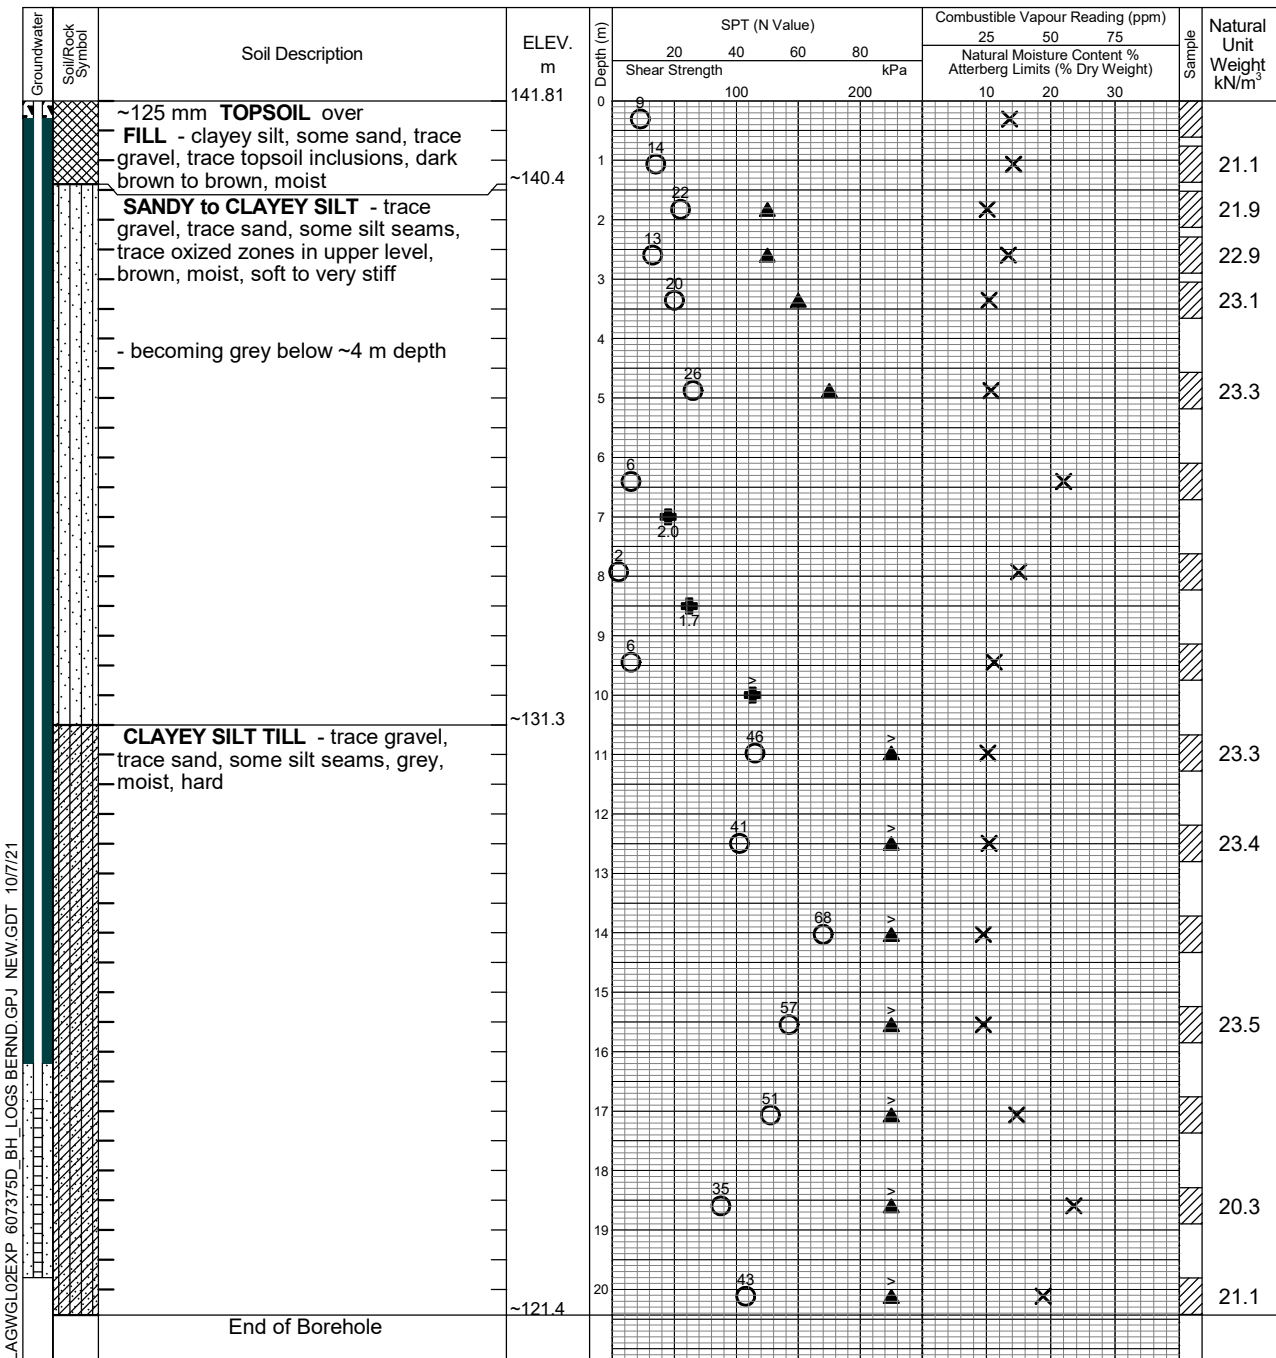 Groundwater
Soil/Rock
Symbol
Soil Description
ELEV.
m
141.81
Depth (m)
SPT (N Value)
20 40 60 80
Shear Strength kPa
100 200
Combustible Vapour Reading (ppm)
25 50 75
Natural Moisture Content %
Atterberg Limits (% Dry Weight)
10 20 30
Sample
Natural
Unit
Weight
kN/m³
~125 mm TOPSOIL over
FILL - clayey silt, some sand, trace
gravel, trace topsoil inclusions, dark
brown to brown, moist
~140.4
SANDY to CLAYEY SILT - trace
gravel, trace sand, some silt seams,
trace oxized zones in upper level,
brown, moist, soft to very stiff
- becoming grey below ~4 m depth
~131.3
CLAYEY SILT TILL - trace gravel,
trace sand, some silt seams, grey,
moist, hard
~121.4
End of Borehole
0
9
1
14
21.1
22
21.9
2
13
22.9
3
20
23.1
4
26
5
23.3
6
6
7
2.0
2
8
1.7
9
6
>
10
46 >
11
23.3
12
41 >
23.4
13
68 >
14
15
57 >
23.5
16
51 >
17
18
35 >
20.3
19
43 >
20
21.1
AGWGL02EXP 607375D_BH_LOGS BERND.GPJ NEW.GDT 10/7/21